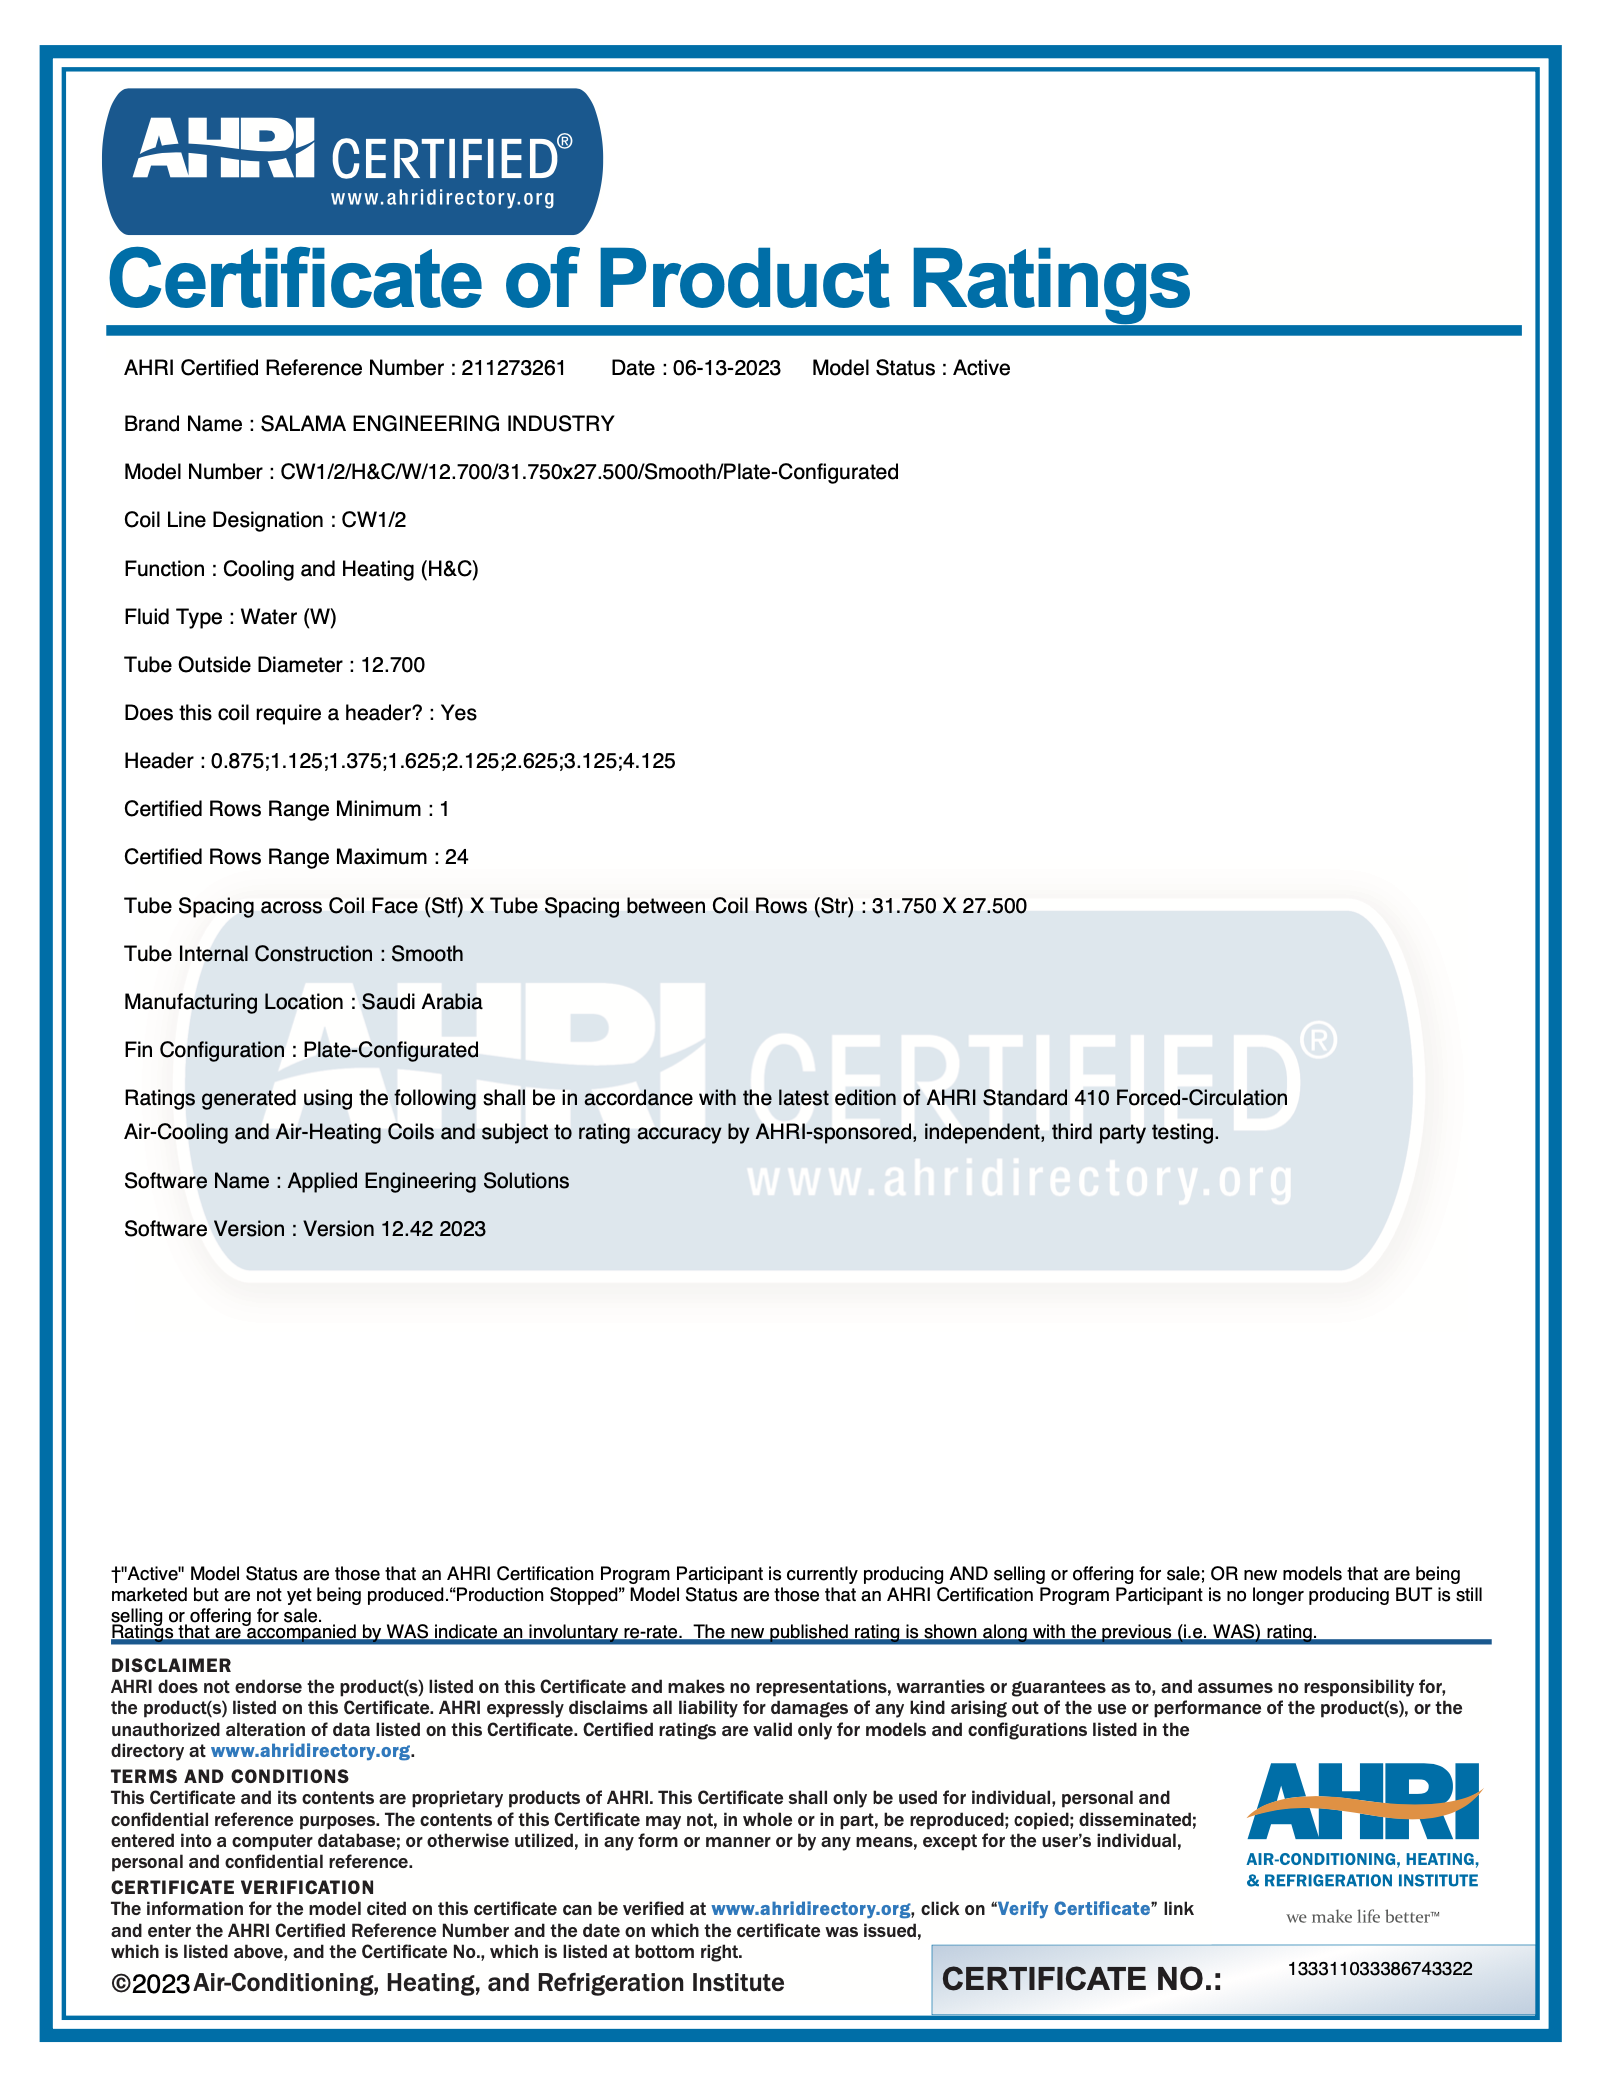 AHRI CERTIFIED®
www.ahridirectory.org
Certificate of Product Ratings
AHRI Certified Reference Number : 211273261 Date : 06-13-2023 Model Status : Active
Brand Name : SALAMA ENGINEERING INDUSTRY
Model Number : CW1/2/H&C/W/12.700/31.750x27.500/Smooth/Plate-Configurated
Coil Line Designation : CW1/2
Function : Cooling and Heating (H&C)
Fluid Type : Water (W)
Tube Outside Diameter : 12.700
Does this coil require a header? : Yes
Header : 0.875;1.125;1.375;1.625;2.125;2.625;3.125;4.125
Certified Rows Range Minimum : 1
Certified Rows Range Maximum : 24
Tube Spacing across Coil Face (Stf) X Tube Spacing between Coil Rows (Str) : 31.750 X 27.500
Tube Internal Construction : Smooth
Manufacturing Location : Saudi Arabia
Fin Configuration : Plate-Configurated
AHRI CERTIFIED®
Ratings generated using the following shall be in accordance with the latest edition of AHRI Standard 410 Forced-Circulation
Air-Cooling and Air-Heating Coils and subject to rating accuracy by AHRI-sponsored, independent, third party testing.
www.ahridirectory.org
Software Name : Applied Engineering Solutions
Software Version : Version 12.42 2023
†"Active" Model Status are those that an AHRI Certification Program Participant is currently producing AND selling or offering for sale; OR new models that are being
marketed but are not yet being produced.“Production Stopped” Model Status are those that an AHRI Certification Program Participant is no longer producing BUT is still
selling or offering for sale.
Ratings that are accompanied by WAS indicate an involuntary re-rate. The new published rating is shown along with the previous (i.e. WAS) rating.
DISCLAIMER
AHRI does not endorse the product(s) listed on this Certificate and makes no representations, warranties or guarantees as to, and assumes no responsibility for,
the product(s) listed on this Certificate. AHRI expressly disclaims all liability for damages of any kind arising out of the use or performance of the product(s), or the
unauthorized alteration of data listed on this Certificate. Certified ratings are valid only for models and configurations listed in the
directory at www.ahridirectory.org.
TERMS AND CONDITIONS
This Certificate and its contents are proprietary products of AHRI. This Certificate shall only be used for individual, personal and
confidential reference purposes. The contents of this Certificate may not, in whole or in part, be reproduced; copied; disseminated;
entered into a computer database; or otherwise utilized, in any form or manner or by any means, except for the user’s individual,
personal and confidential reference.
CERTIFICATE VERIFICATION
The information for the model cited on this certificate can be verified at www.ahridirectory.org, click on “Verify Certificate” link
and enter the AHRI Certified Reference Number and the date on which the certificate was issued,
which is listed above, and the Certificate No., which is listed at bottom right.
©2023 Air-Conditioning, Heating, and Refrigeration Institute
AHRI
AIR-CONDITIONING, HEATING,
& REFRIGERATION INSTITUTE
we make life better™
CERTIFICATE NO.: 133311033386743322